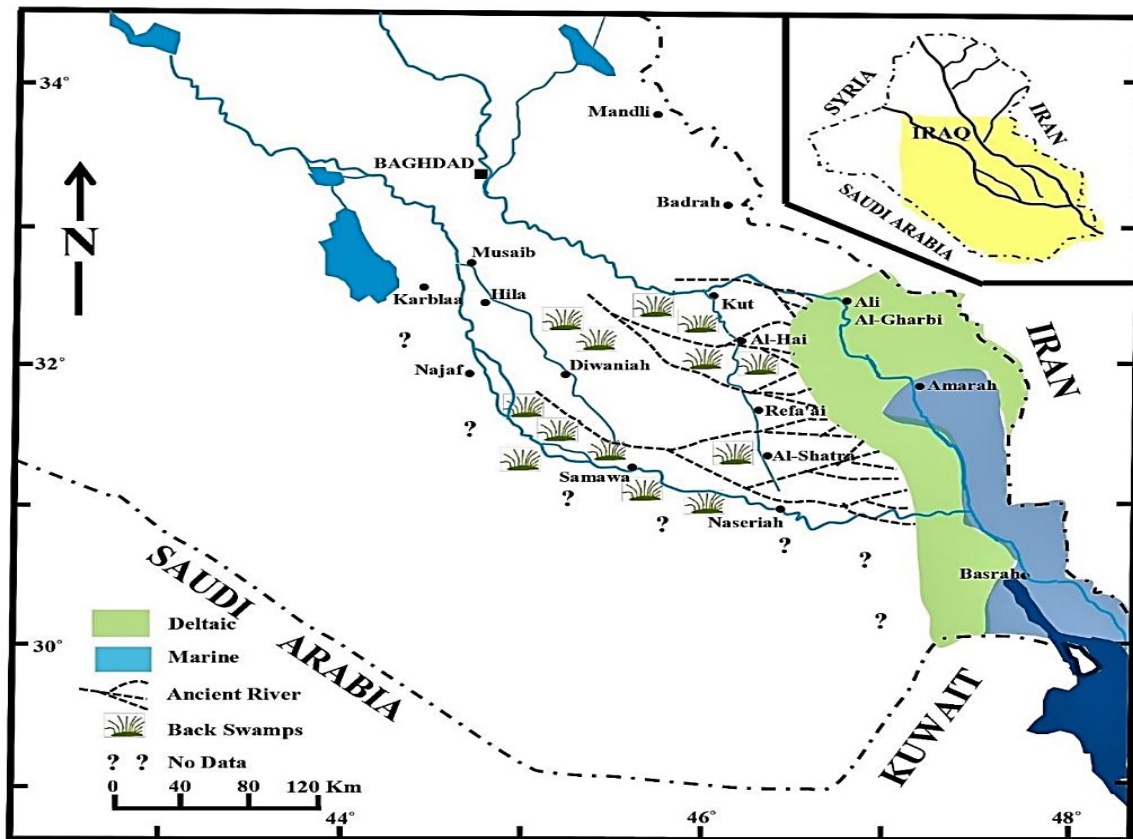 34°
32°
30°
44°
46°
48°
N
Mandli
BAGHDAD
Badrah
Musaib
Karblaa
Hila
Kut
Ali
Al-Gharbi
Al-Hai
Najaf
Diwaniah
Amarah
Refa'ai
Al-Shatra
Samawa
Naseriah
Basrah
?
?
?
?
?
?
?
IRAN
SAUDI ARABIA
KUWAIT
SYRIA
IRAQ
IRAN
SAUDI ARABIA
Deltaic
Marine
Ancient River
Back Swamps
? ? No Data
0 40 80 120 Km